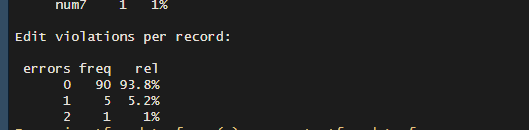 num7 1 1%
Edit violations per record:
errors freq rel
0 90 93.8%
1 5 5.2%
2 1 1%